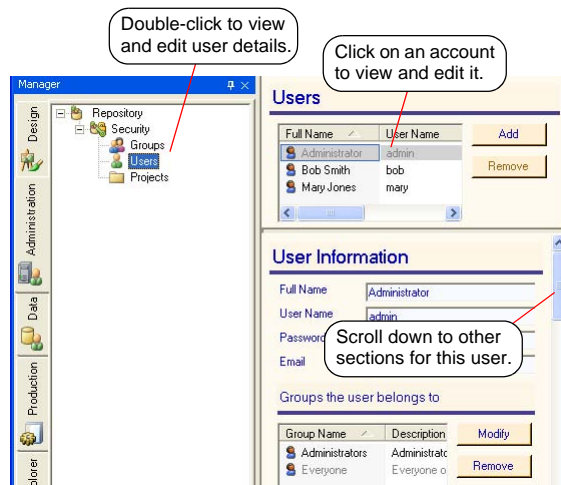 Double-click to view
and edit user details.
Click on an account
to view and edit it.
Manager
Design
Administration
Data
Production
Repository
Security
Groups
Users
Projects
Users
Full Name
User Name
Administrator
admin
Bob Smith
bob
Mary Jones
mary
Add
Remove
User Information
Full Name
Administrator
User Name
admin
Password
Email
Scroll down to other
sections for this user.
Groups the user belongs to
Group Name
Description
Administrators
Administrato
Everyone
Everyone o
Modify
Remove